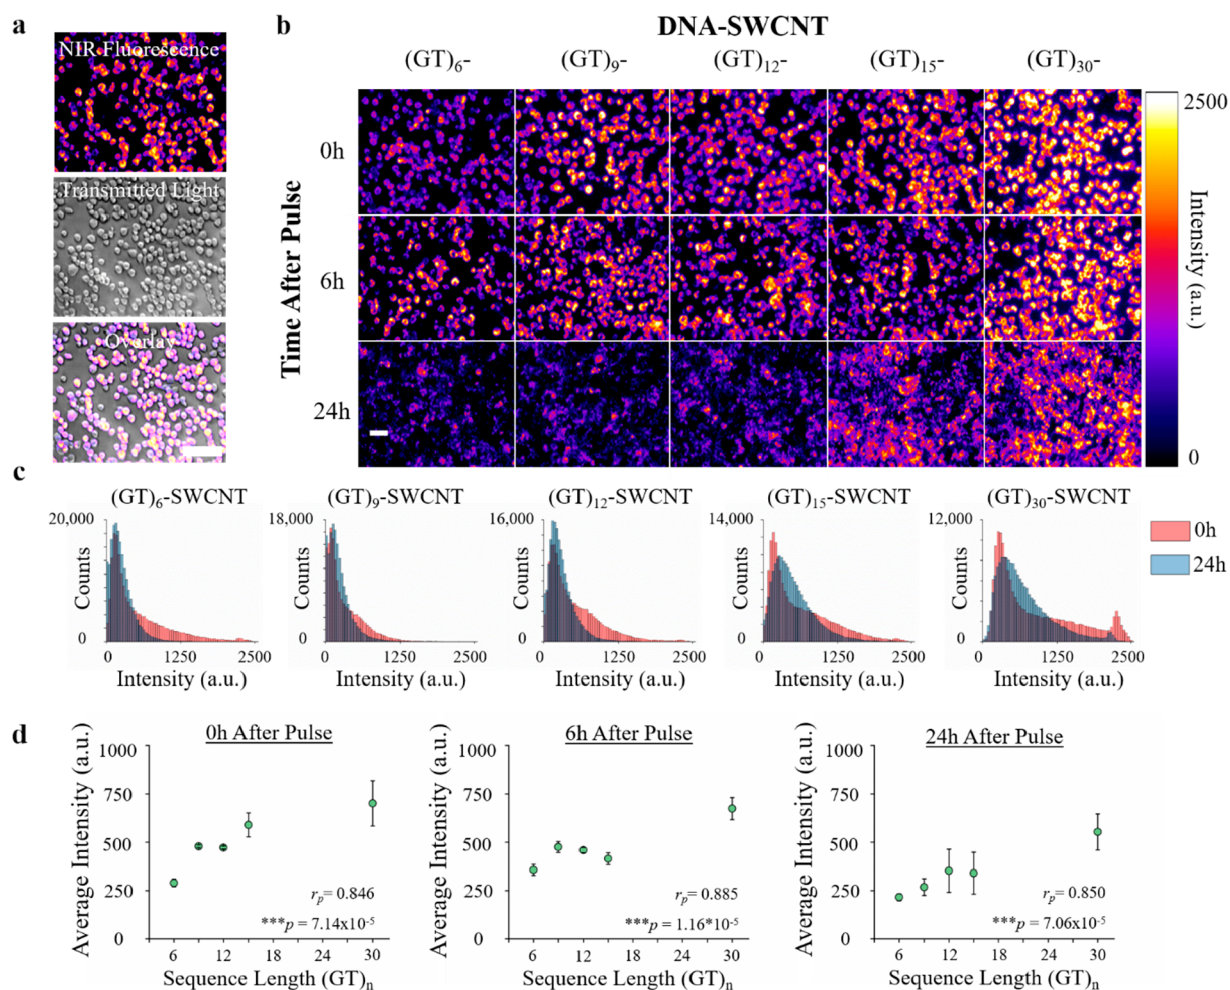 a
NIR Fluorescence
Transmitted Light
Overlay
b
DNA-SWCNT
(GT)₆- (GT)₉- (GT)₁₂- (GT)₁₅- (GT)₃₀-
Time After Pulse
0h
6h
24h
2500
Intensity (a.u.)
0
c
(GT)₆-SWCNT
20,000
Counts
0
0 1250 2500
Intensity (a.u.)
(GT)₉-SWCNT
18,000
Counts
0
0 1250 2500
Intensity (a.u.)
(GT)₁₂-SWCNT
16,000
Counts
0
0 1250 2500
Intensity (a.u.)
(GT)₁₅-SWCNT
14,000
Counts
0
0 1250 2500
Intensity (a.u.)
(GT)₃₀-SWCNT
12,000
Counts
0
0 1250 2500
Intensity (a.u.)
0h
24h
d
0h After Pulse
Average Intensity (a.u.)
1000
750
500
250
0
rₚ= 0.846
***p = 7.14x10⁻⁵
6 12 18 24 30
Sequence Length (GT)ₙ
6h After Pulse
Average Intensity (a.u.)
1000
750
500
250
0
rₚ= 0.885
***p = 1.16*10⁻⁵
6 12 18 24 30
Sequence Length (GT)ₙ
24h After Pulse
Average Intensity (a.u.)
1000
750
500
250
0
rₚ= 0.850
***p = 7.06x10⁻⁵
6 12 18 24 30
Sequence Length (GT)ₙ